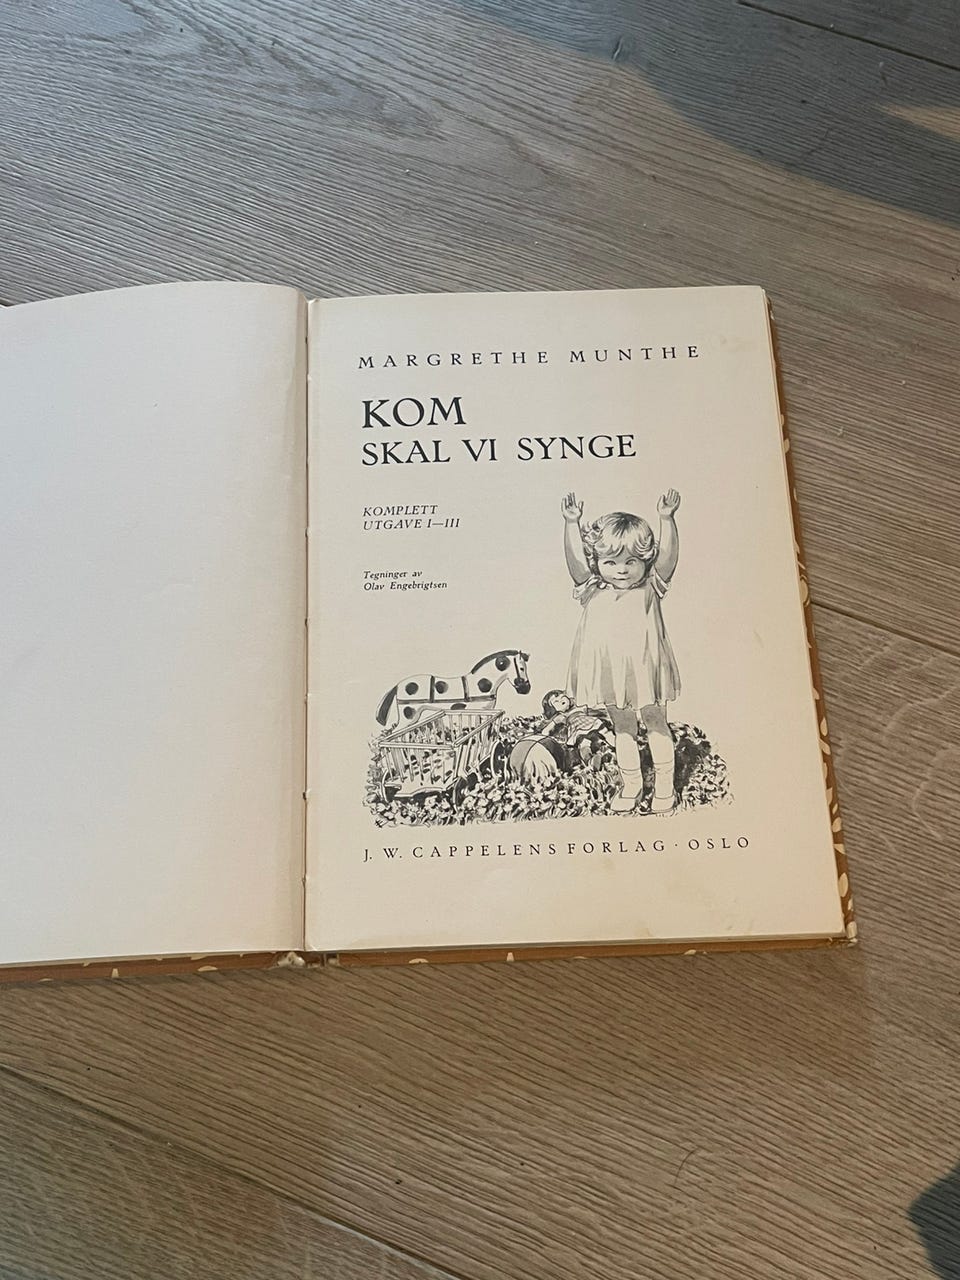 MARGRETHE MUNTHE
KOM
SKAL VI SYNGE
KOMPLETT
UTGAVE I—III
Tegninger av
Olav Engebrigtsen
J. W. CAPPELENS FORLAG · OSLO